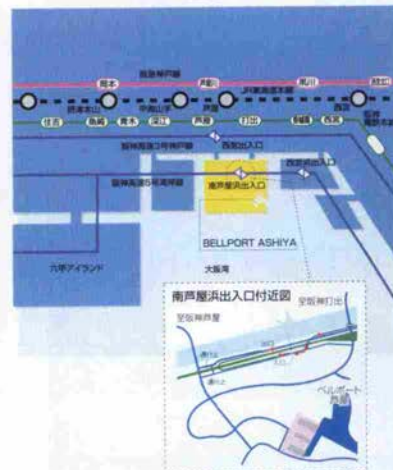 阪急神戸線
岡本
芦屋川
夙川
JR東海道本線
摂津本山
甲南山手
芦屋
西宮
住吉
魚崎
青木
深江
芦屋
打出
香櫨園
西宮
阪神高速3号神戸線
西宮出入口
阪神高速5号湾岸線
南芦屋浜出入口
西宮浜出入口
BELLPORT ASHIYA
六甲アイランド
大阪湾
南芦屋浜出入口付近図
至阪神打出
至阪神芦屋
ベルポート
芦屋